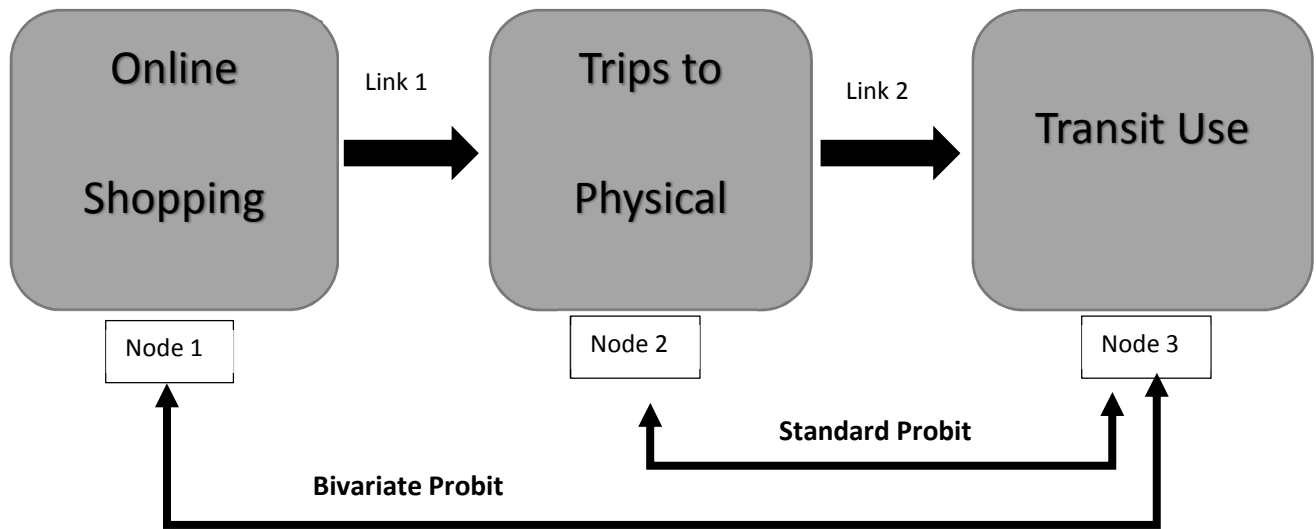 Online
Shopping
Link 1
Trips to
Physical
Link 2
Transit Use
Node 1
Node 2
Node 3
Standard Probit
Bivariate Probit